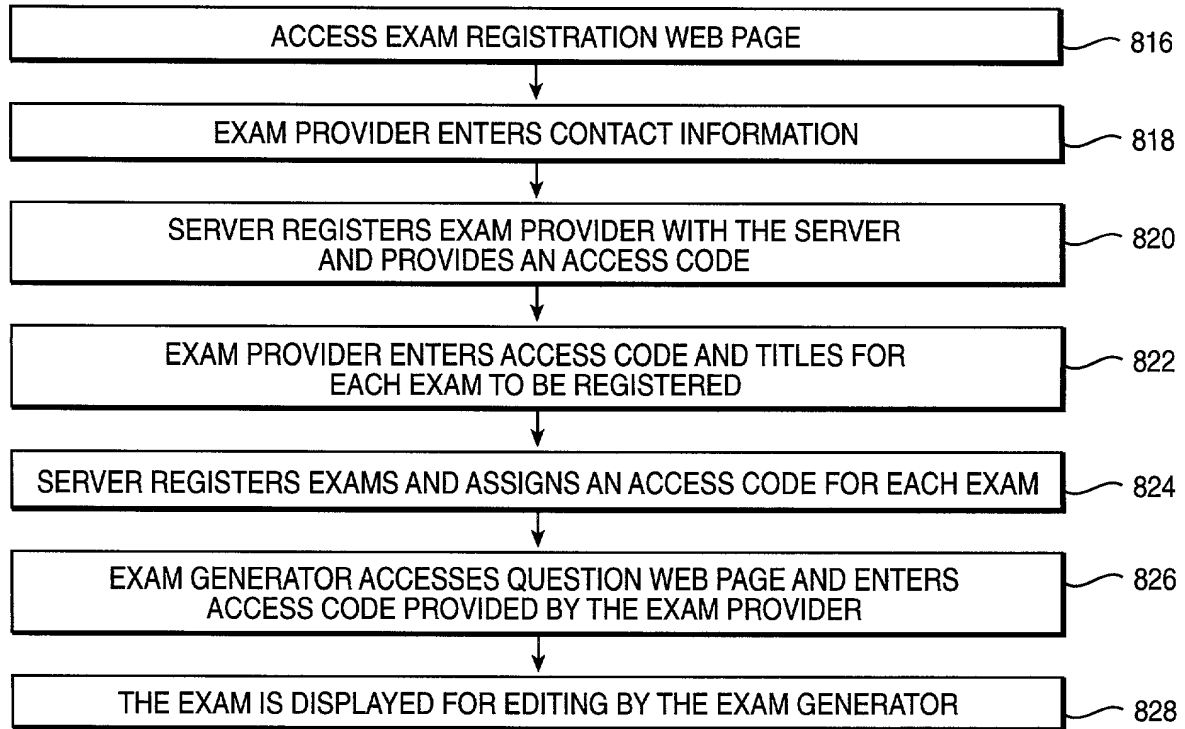 ACCESS EXAM REGISTRATION WEB PAGE
816
EXAM PROVIDER ENTERS CONTACT INFORMATION
818
SERVER REGISTERS EXAM PROVIDER WITH THE SERVER
AND PROVIDES AN ACCESS CODE
820
EXAM PROVIDER ENTERS ACCESS CODE AND TITLES FOR
EACH EXAM TO BE REGISTERED
822
SERVER REGISTERS EXAMS AND ASSIGNS AN ACCESS CODE FOR EACH EXAM
824
EXAM GENERATOR ACCESSES QUESTION WEB PAGE AND ENTERS
ACCESS CODE PROVIDED BY THE EXAM PROVIDER
826
THE EXAM IS DISPLAYED FOR EDITING BY THE EXAM GENERATOR
828